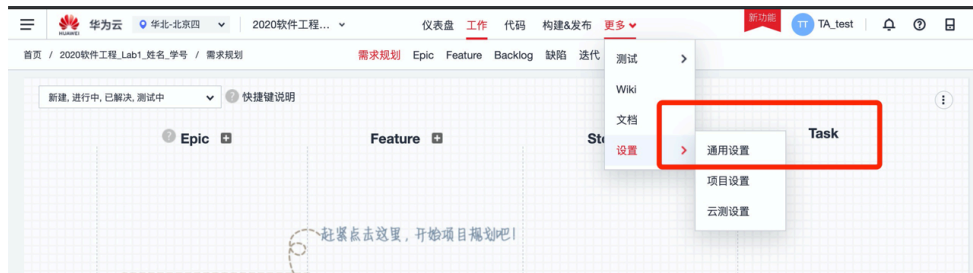 HUAWEI 华为云 华北-北京四 2020软件工程... 仪表盘 工作 代码 构建&发布 更多 新功能 TT TA_test
首页 / 2020软件工程_Lab1_姓名_学号 / 需求规划 需求规划 Epic Feature Backlog 缺陷 迭代
测试
Wiki
文档
设置
通用设置
项目设置
云测设置
新建, 进行中, 已解决, 测试中 快捷键说明
Epic Feature Sto Task
赶紧点击这里，开始项目规划吧!